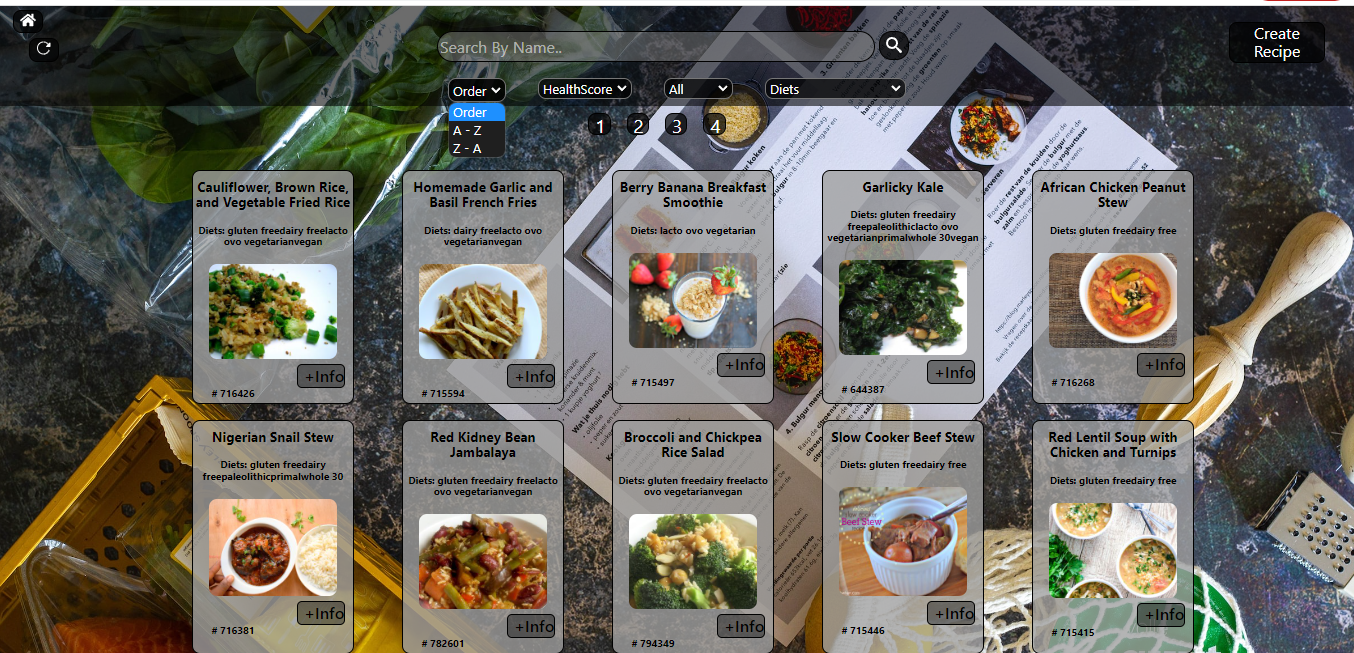 Search By Name..
Create
Recipe
Order
HealthScore
All
Diets
Order
A - Z
Z - A
1 2 3 4
Cauliflower, Brown Rice,
and Vegetable Fried Rice
Diets: gluten freedairy freelacto
ovo vegetarianvegan
+Info
# 716426
Homemade Garlic and
Basil French Fries
Diets: dairy freelacto ovo
vegetarianvegan
+Info
# 715594
Berry Banana Breakfast
Smoothie
Diets: lacto ovo vegetarian
+Info
# 715497
Garlicky Kale
Diets: gluten freedairy
freepaleolithiclacto ovo
vegetarianprimalwhole 30vegan
+Info
# 644387
African Chicken Peanut
Stew
Diets: gluten freedairy free
+Info
# 716268
Nigerian Snail Stew
Diets: gluten freedairy
freepaleolithicprimalwhole 30
+Info
# 716381
Red Kidney Bean
Jambalaya
Diets: gluten freedairy freelacto
ovo vegetarianvegan
+Info
# 782601
Broccoli and Chickpea
Rice Salad
Diets: gluten freedairy freelacto
ovo vegetarianvegan
+Info
# 794349
Slow Cooker Beef Stew
Diets: gluten freedairy free
Beef Stew
+Info
# 715446
Red Lentil Soup with
Chicken and Turnips
Diets: gluten freedairy free
+Info
# 715415